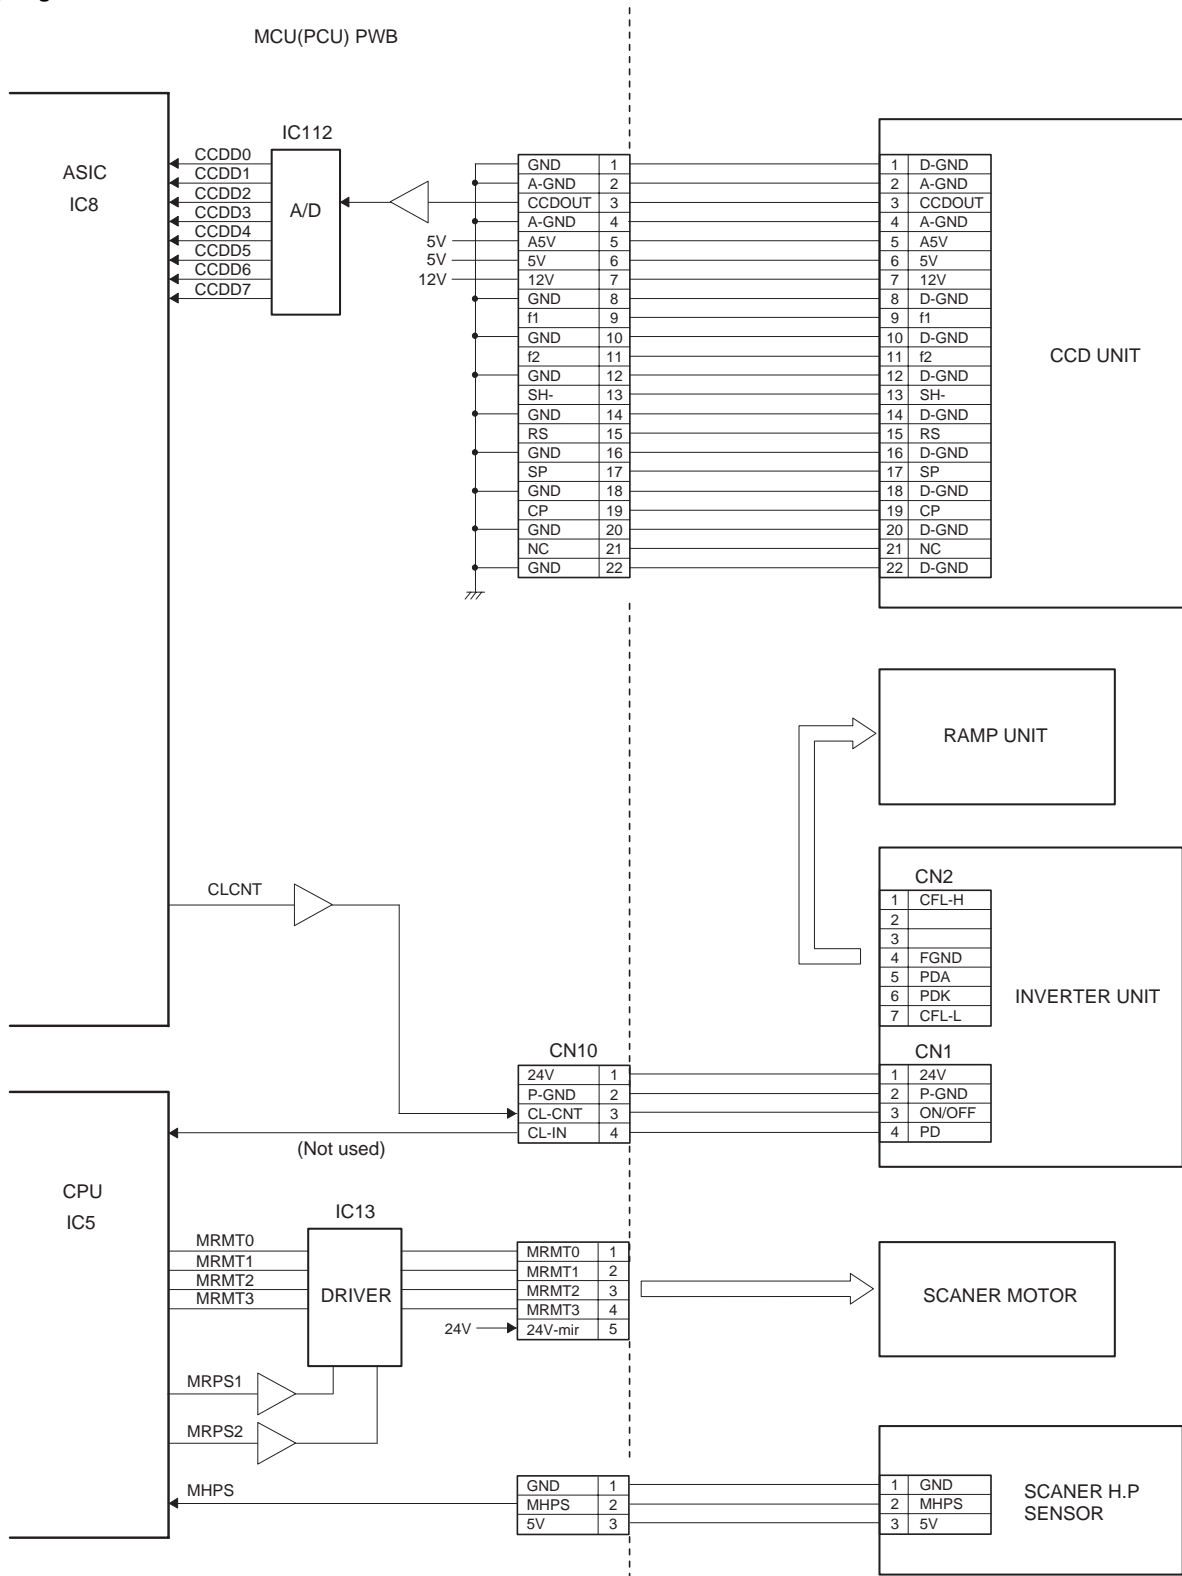 MCU(PCU) PWB
ASIC
IC8
CCDD0
CCDD1
CCDD2
CCDD3
CCDD4
CCDD5
CCDD6
CCDD7
IC112
A/D
5V
5V
12V
GND 1
A-GND 2
CCDOUT 3
A-GND 4
A5V 5
5V 6
12V 7
GND 8
f1 9
GND 10
f2 11
GND 12
SH- 13
GND 14
RS 15
GND 16
SP 17
GND 18
CP 19
GND 20
NC 21
GND 22
1 D-GND
2 A-GND
3 CCDOUT
4 A-GND
5 A5V
6 5V
7 12V
8 D-GND
9 f1
10 D-GND
11 f2
12 D-GND
13 SH-
14 D-GND
15 RS
16 D-GND
17 SP
18 D-GND
19 CP
20 D-GND
21 NC
22 D-GND
CCD UNIT
RAMP UNIT
CLCNT
CN2
1 CFL-H
2
3
4 FGND
5 PDA
6 PDK
7 CFL-L
INVERTER UNIT
CN10
24V 1
P-GND 2
CL-CNT 3
CL-IN 4
CN1
1 24V
2 P-GND
3 ON/OFF
4 PD
(Not used)
CPU
IC5
MRMT0
MRMT1
MRMT2
MRMT3
IC13
DRIVER
24V
MRMT0 1
MRMT1 2
MRMT2 3
MRMT3 4
24V-mir 5
SCANER MOTOR
MRPS1
MRPS2
MHPS
GND 1
MHPS 2
5V 3
1 GND
2 MHPS
3 5V
SCANER H.P
SENSOR